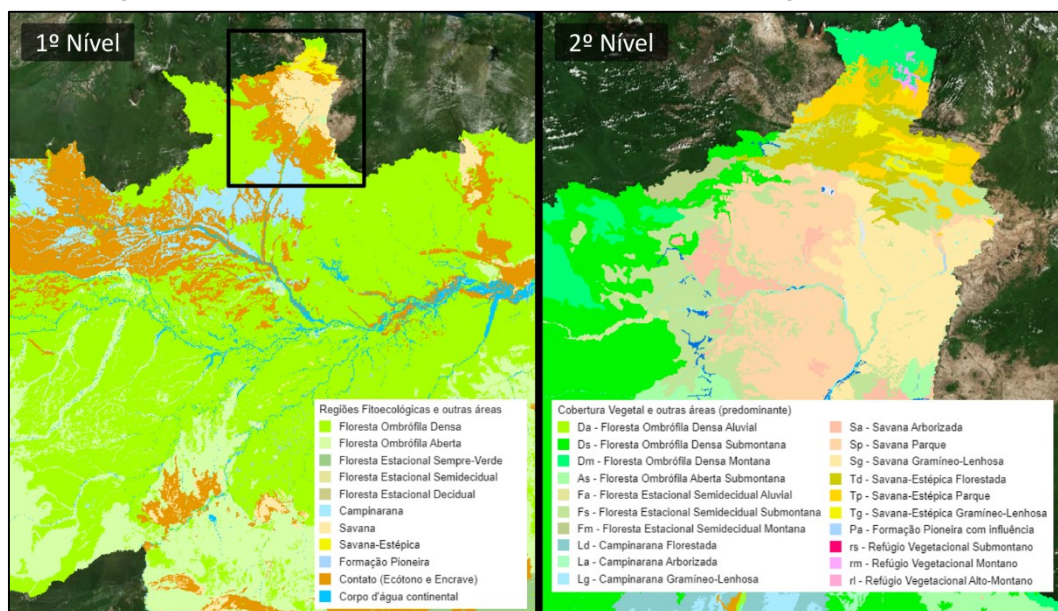 1º Nível
Regiões Fitoecológicas e outras áreas
Floresta Ombrófila Densa
Floresta Ombrófila Aberta
Floresta Estacional Sempre-Verde
Floresta Estacional Semidecidual
Floresta Estacional Decidual
Campinarana
Savana
Savana-Estépica
Formação Pioneira
Contato (Ecótono e Encrave)
Corpo d'água continental
2º Nível
Cobertura Vegetal e outras áreas (predominante)
Da - Floresta Ombrófila Densa Aluvial
Ds - Floresta Ombrófila Densa Submontana
Dm - Floresta Ombrófila Densa Montana
As - Floresta Ombrófila Aberta Submontana
Fa - Floresta Estacional Semidecidual Aluvial
Fs - Floresta Estacional Semidecidual Submontana
Fm - Floresta Estacional Semidecidual Montana
Ld - Campinarana Florestada
La - Campinarana Arborizada
Lg - Campinarana Gramíneo-Lenhosa
Sa - Savana Arborizada
Sp - Savana Parque
Sg - Savana Gramíneo-Lenhosa
Td - Savana-Estépica Florestada
Tp - Savana-Estépica Parque
Tg - Savana-Estépica Gramíneo-Lenhosa
Pa - Formação Pioneira com influência
rs - Refúgio Vegetacional Submontano
rm - Refúgio Vegetacional Montano
rl - Refúgio Vegetacional Alto-Montano